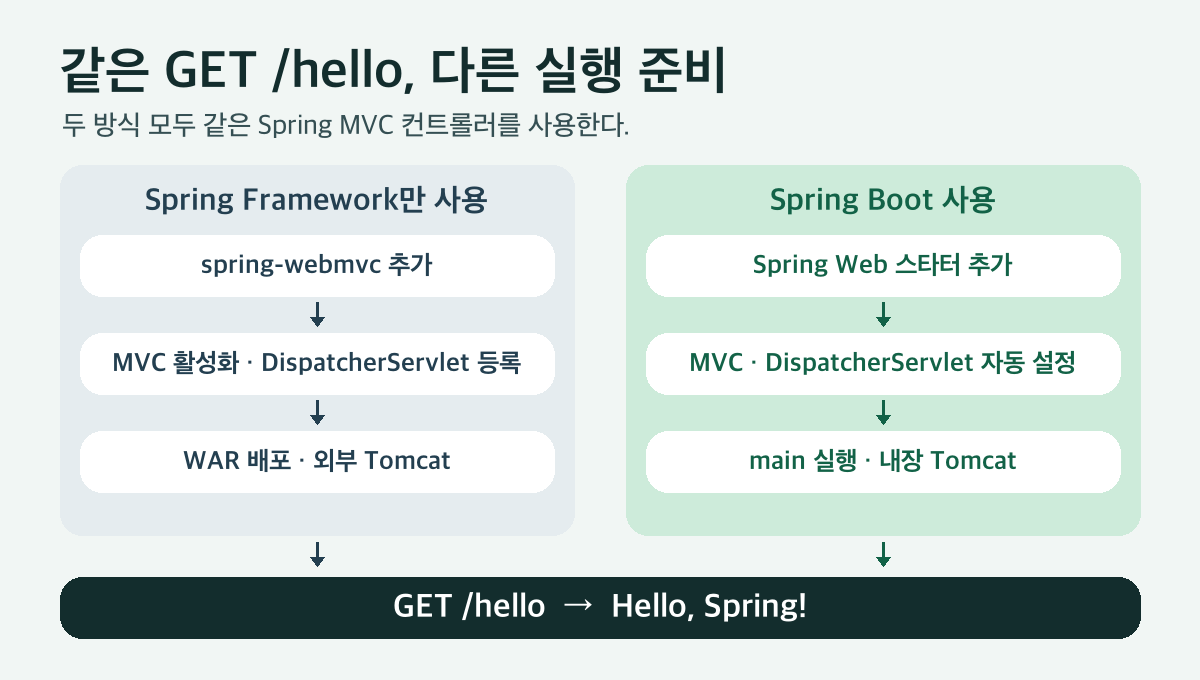 같은 GET /hello, 다른 실행 준비
두 방식 모두 같은 Spring MVC 컨트롤러를 사용한다.
Spring Framework만 사용
spring-webmvc 추가
MVC 활성화 · DispatcherServlet 등록
WAR 배포 · 외부 Tomcat
Spring Boot 사용
Spring Web 스타터 추가
MVC · DispatcherServlet 자동 설정
main 실행 · 내장 Tomcat
GET /hello → Hello, Spring!